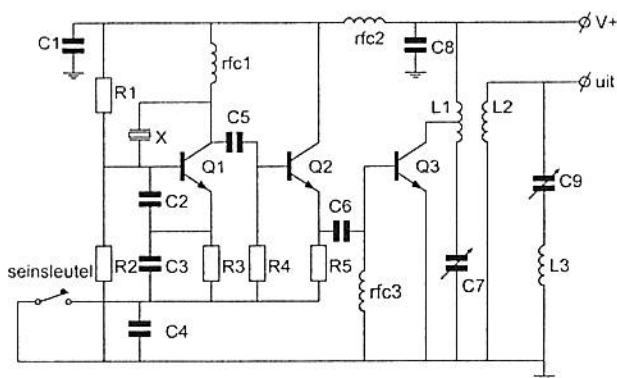 C1
rfc1
rfc2
C8
V+
uit
R1
X
C5
L1
L2
Q1
Q2
Q3
C9
C2
C6
seinsleutel
R2
C3
R3
R4
R5
rfc3
C7
L3
C4